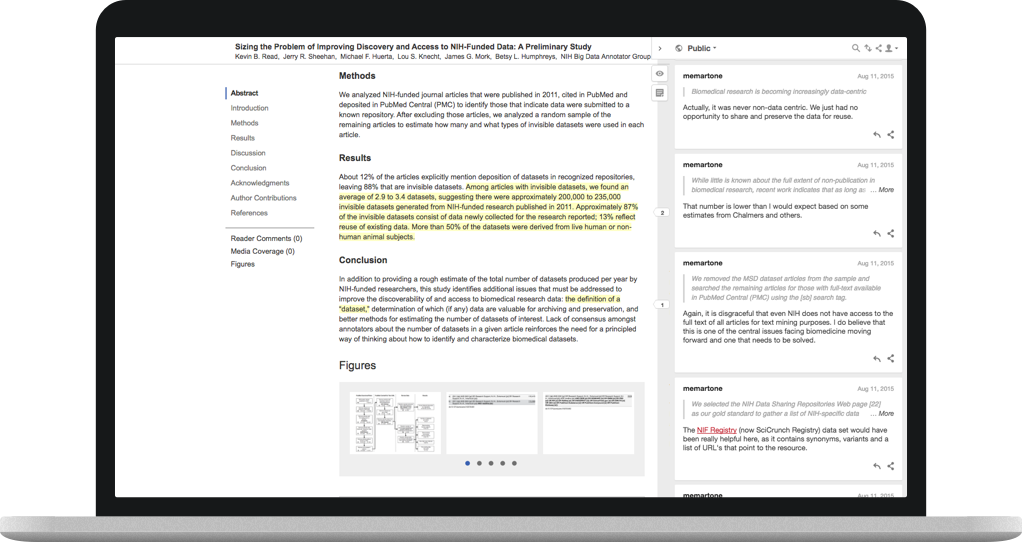 Sizing the Problem of Improving Discovery and Access to NIH-Funded Data: A Preliminary Study
Kevin B. Read, Jerry R. Sheehan, Michael F. Huerta, Lou S. Knecht, James G. Mork, Betsy L. Humphreys, NIH Big Data Annotator Group
Abstract
Introduction
Methods
Results
Discussion
Conclusion
Acknowledgments
Author Contributions
References
Reader Comments (0)
Media Coverage (0)
Figures
Methods
We analyzed NIH-funded journal articles that were published in 2011, cited in PubMed and
deposited in PubMed Central (PMC) to identify those that indicate data were submitted to a
known repository. After excluding those articles, we analyzed a random sample of the
remaining articles to estimate how many and what types of invisible datasets were used in each
article.
Results
About 12% of the articles explicitly mention deposition of datasets in recognized repositories,
leaving 88% that are invisible datasets. Among articles with invisible datasets, we found an
average of 2.9 to 3.4 datasets, suggesting there were approximately 200,000 to 235,000
invisible datasets generated from NIH-funded research published in 2011. Approximately 87%
of the invisible datasets consist of data newly collected for the research reported; 13% reflect
reuse of existing data. More than 50% of the datasets were derived from live human or non-
human animal subjects.
Conclusion
In addition to providing a rough estimate of the total number of datasets produced per year by
NIH-funded researchers, this study identifies additional issues that must be addressed to
improve the discoverability of and access to biomedical research data: the definition of a
"dataset," determination of which (if any) data are valuable for archiving and preservation, and
better methods for estimating the number of datasets of interest. Lack of consensus amongst
annotators about the number of datasets in a given article reinforces the need for a principled
way of thinking about how to identify and characterize biomedical datasets.
Figures
2
1
Public
memartone Aug 11, 2015
Biomedical research is becoming increasingly data-centric
Actually, it was never non-data centric. We just had no
opportunity to share and preserve the data for reuse.
memartone Aug 11, 2015
While little is known about the full extent of non-publication in
biomedical research, recent work indicates that as long as ... More
That number is lower than I would expect based on some
estimates from Chalmers and others.
memartone Aug 11, 2015
We removed the MSD dataset articles from the sample and
searched the remaining articles for those with full-text available
in PubMed Central (PMC) using the [sb] search tag.
Again, it is disgraceful that even NIH does not have access to the
full text of all articles for text mining purposes. I do believe that
this is one of the central issues facing biomedicine moving
forward and one that needs to be solved.
memartone Aug 11, 2015
We selected the NIH Data Sharing Repositories Web page [22]
as our gold standard to gather a list of NIH-specific data ... More
The NIF Registry (now SciCrunch Registry) data set would have
been really helpful here, as it contains synonyms, variants and a
list of URL's that point to the resource.
memartone Aug 11, 2015